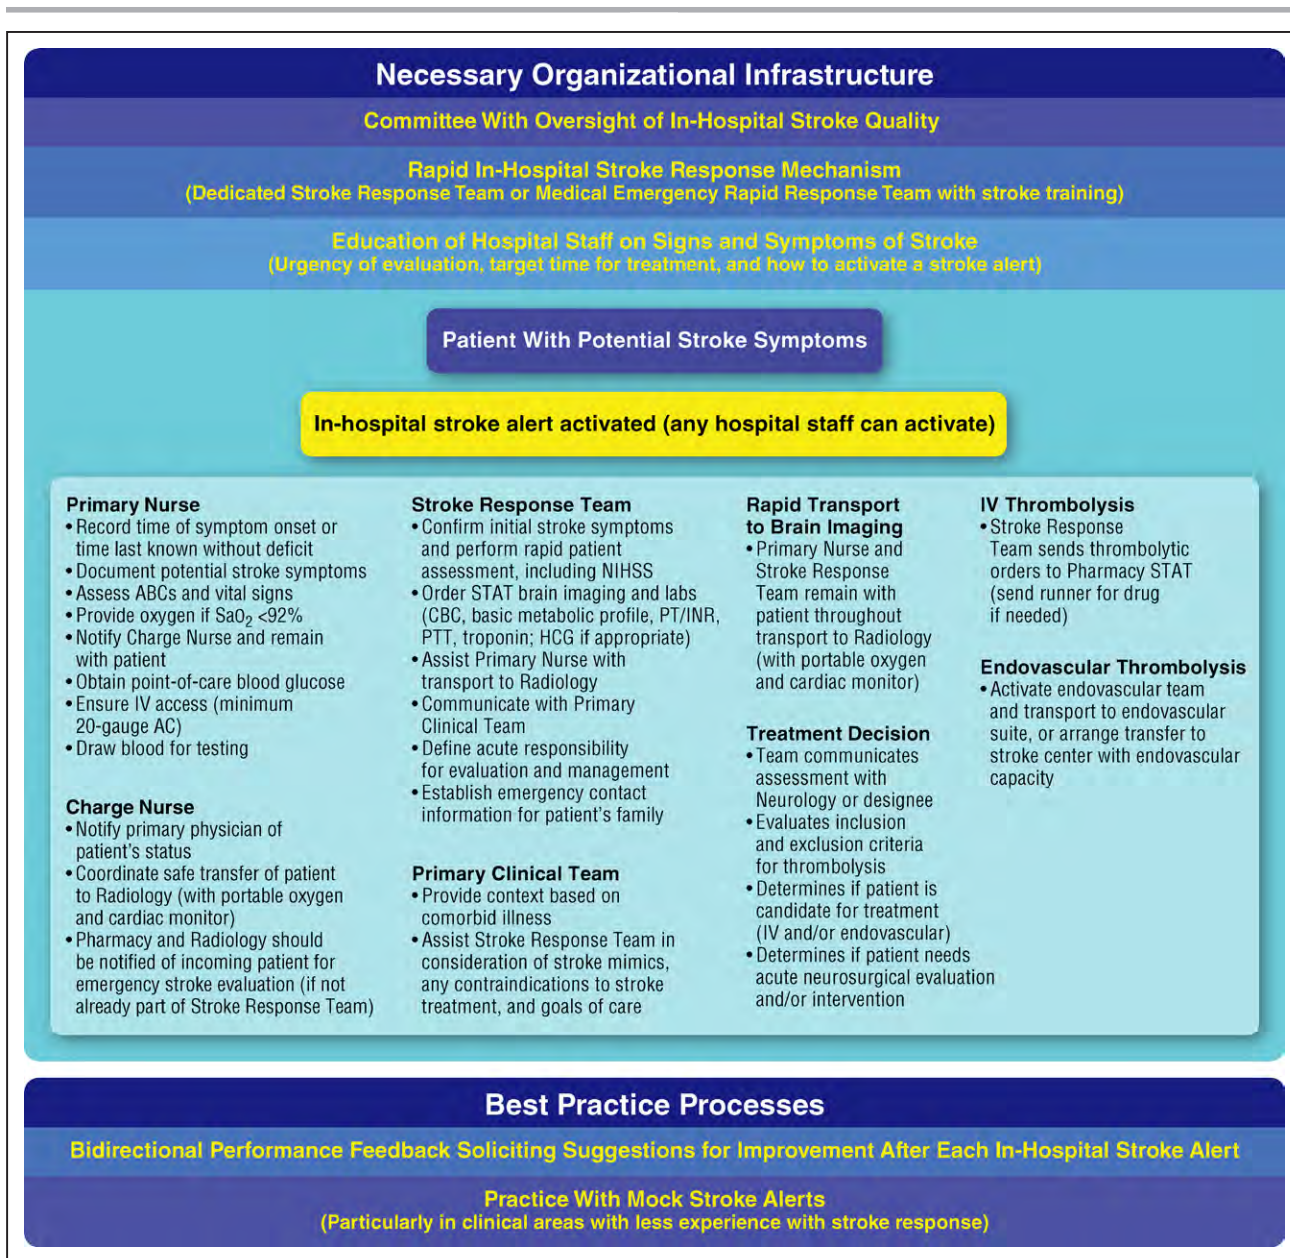 Necessary Organizational Infrastructure
Committee With Oversight of In-Hospital Stroke Quality
Rapid In-Hospital Stroke Response Mechanism
(Dedicated Stroke Response Team or Medical Emergency Rapid Response Team with stroke training)
Education of Hospital Staff on Signs and Symptoms of Stroke
(Urgency of evaluation, target time for treatment, and how to activate a stroke alert)
Patient With Potential Stroke Symptoms
In-hospital stroke alert activated (any hospital staff can activate)
Primary Nurse
• Record time of symptom onset or
time last known without deficit
• Document potential stroke symptoms
• Assess ABCs and vital signs
• Provide oxygen if SaO₂ <92%
• Notify Charge Nurse and remain
with patient
• Obtain point-of-care blood glucose
• Ensure IV access (minimum
20-gauge AC)
• Draw blood for testing
Charge Nurse
• Notify primary physician of
patient's status
• Coordinate safe transfer of patient
to Radiology (with portable oxygen
and cardiac monitor)
• Pharmacy and Radiology should
be notified of incoming patient for
emergency stroke evaluation (if not
already part of Stroke Response Team)
Stroke Response Team
• Confirm initial stroke symptoms
and perform rapid patient
assessment, including NIHSS
• Order STAT brain imaging and labs
(CBC, basic metabolic profile, PT/INR,
PTT, troponin; HCG if appropriate)
• Assist Primary Nurse with
transport to Radiology
• Communicate with Primary
Clinical Team
• Define acute responsibility
for evaluation and management
• Establish emergency contact
information for patient's family
Primary Clinical Team
• Provide context based on
comorbid illness
• Assist Stroke Response Team in
consideration of stroke mimics,
any contraindications to stroke
treatment, and goals of care
Rapid Transport
to Brain Imaging
• Primary Nurse and
Stroke Response
Team remain with
patient throughout
transport to Radiology
(with portable oxygen
and cardiac monitor)
Treatment Decision
• Team communicates
assessment with
Neurology or designee
• Evaluates inclusion
and exclusion criteria
for thrombolysis
• Determines if patient is
candidate for treatment
(IV and/or endovascular)
• Determines if patient needs
acute neurosurgical evaluation
and/or intervention
IV Thrombolysis
• Stroke Response
Team sends thrombolytic
orders to Pharmacy STAT
(send runner for drug
if needed)
Endovascular Thrombolysis
• Activate endovascular team
and transport to endovascular
suite, or arrange transfer to
stroke center with endovascular
capacity
Best Practice Processes
Bidirectional Performance Feedback Soliciting Suggestions for Improvement After Each In-Hospital Stroke Alert
Practice With Mock Stroke Alerts
(Particularly in clinical areas with less experience with stroke response)